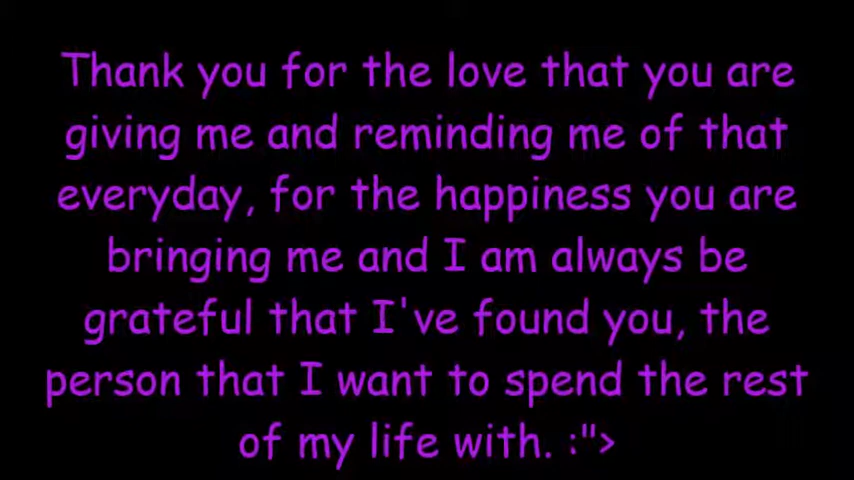 Thank you for the love that you are
giving me and reminding me of that
everyday, for the happiness you are
bringing me and I am always be
grateful that I've found you, the
person that I want to spend the rest
of my life with. :">